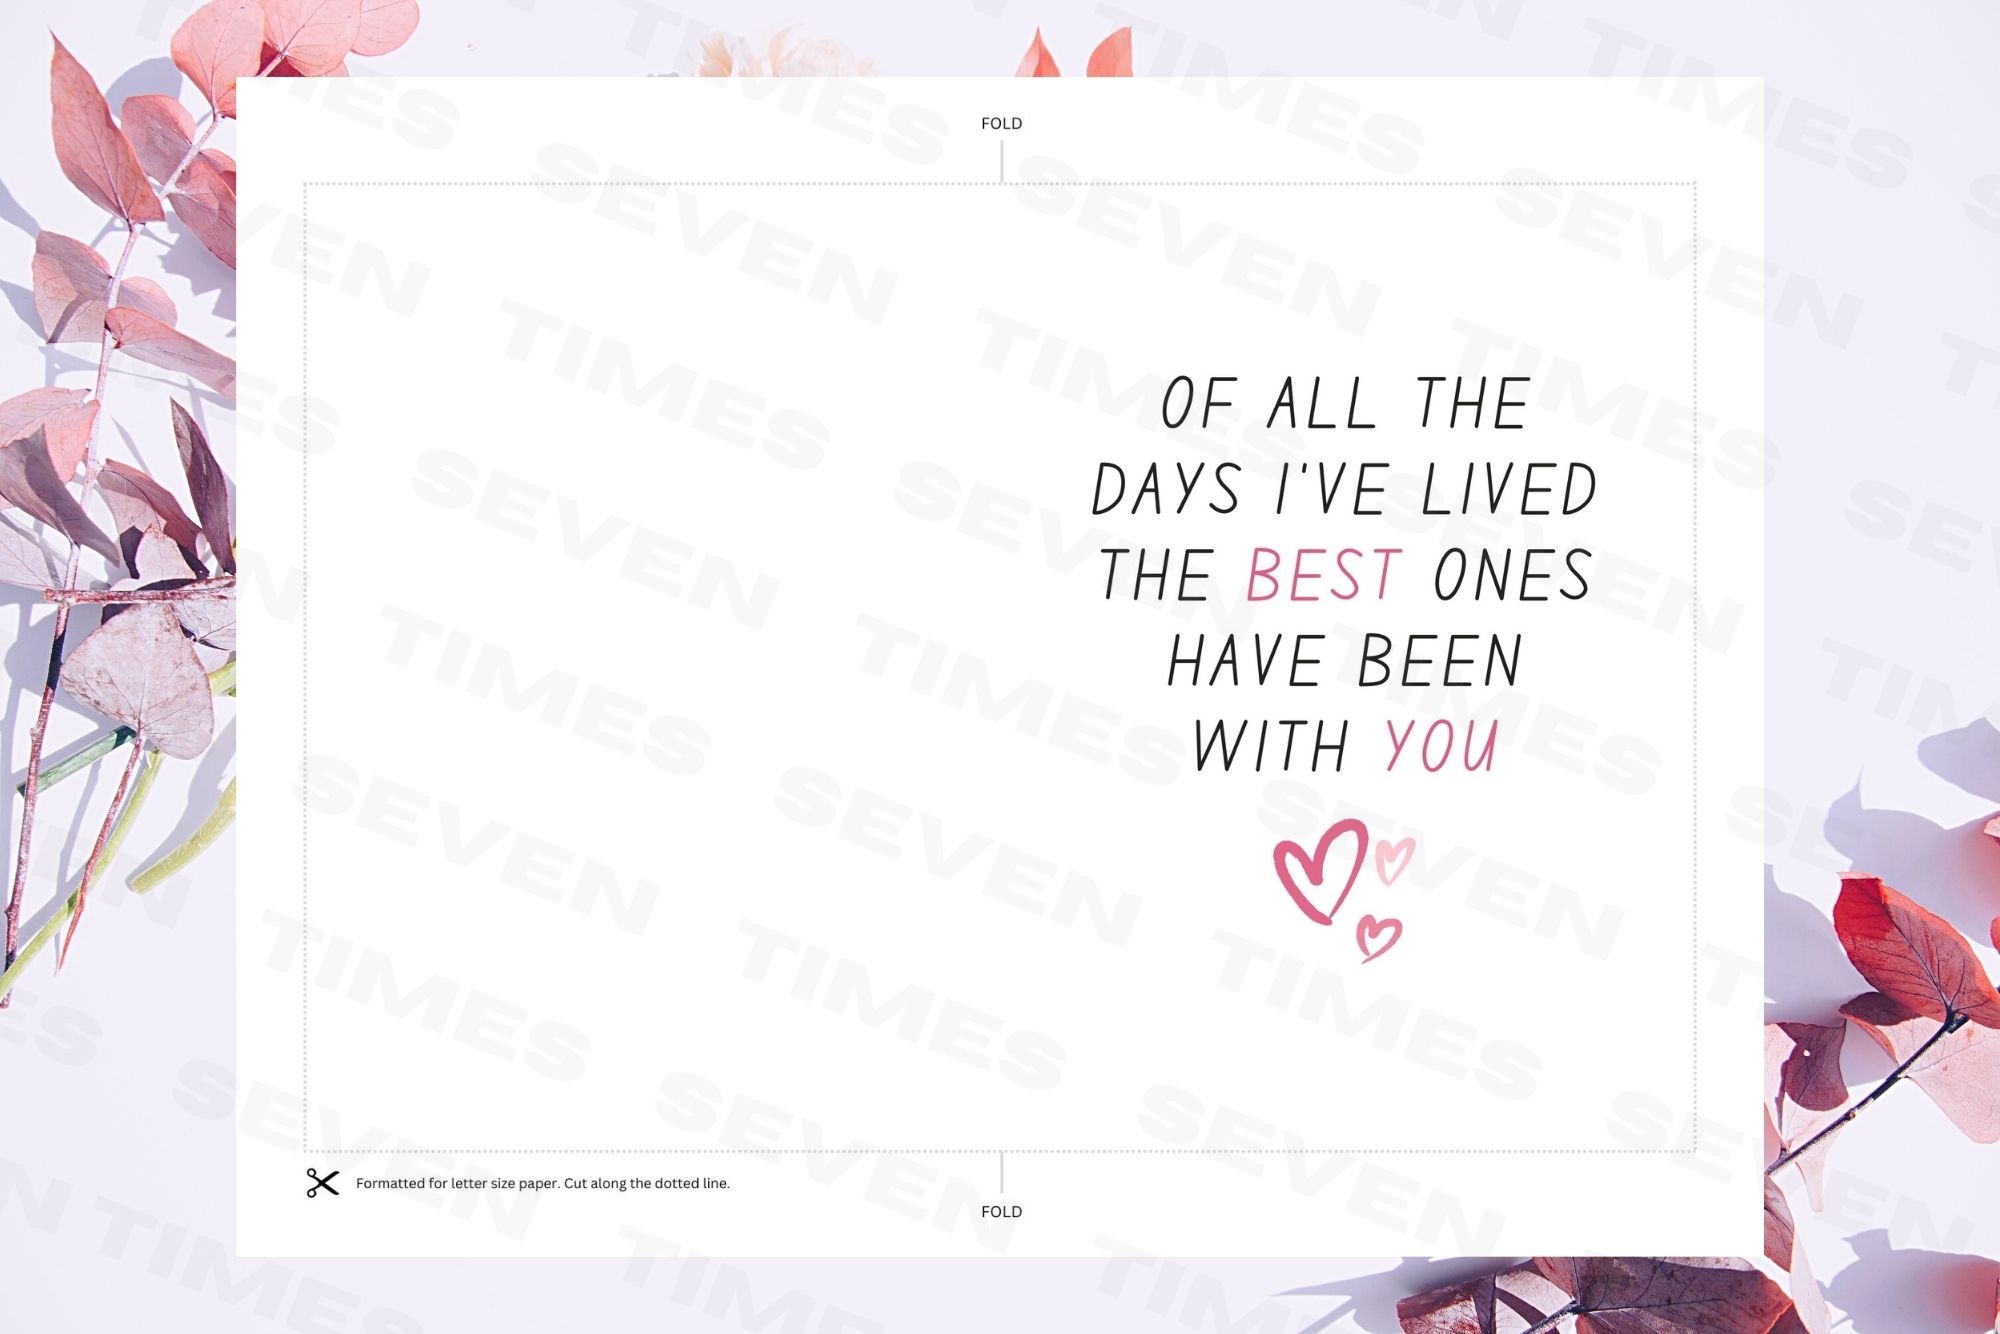 FOLD
OF ALL THE
DAYS I'VE LIVED
THE BEST ONES
HAVE BEEN
WITH YOU
Formatted for letter size paper. Cut along the dotted line.
FOLD
SEVEN TIMES